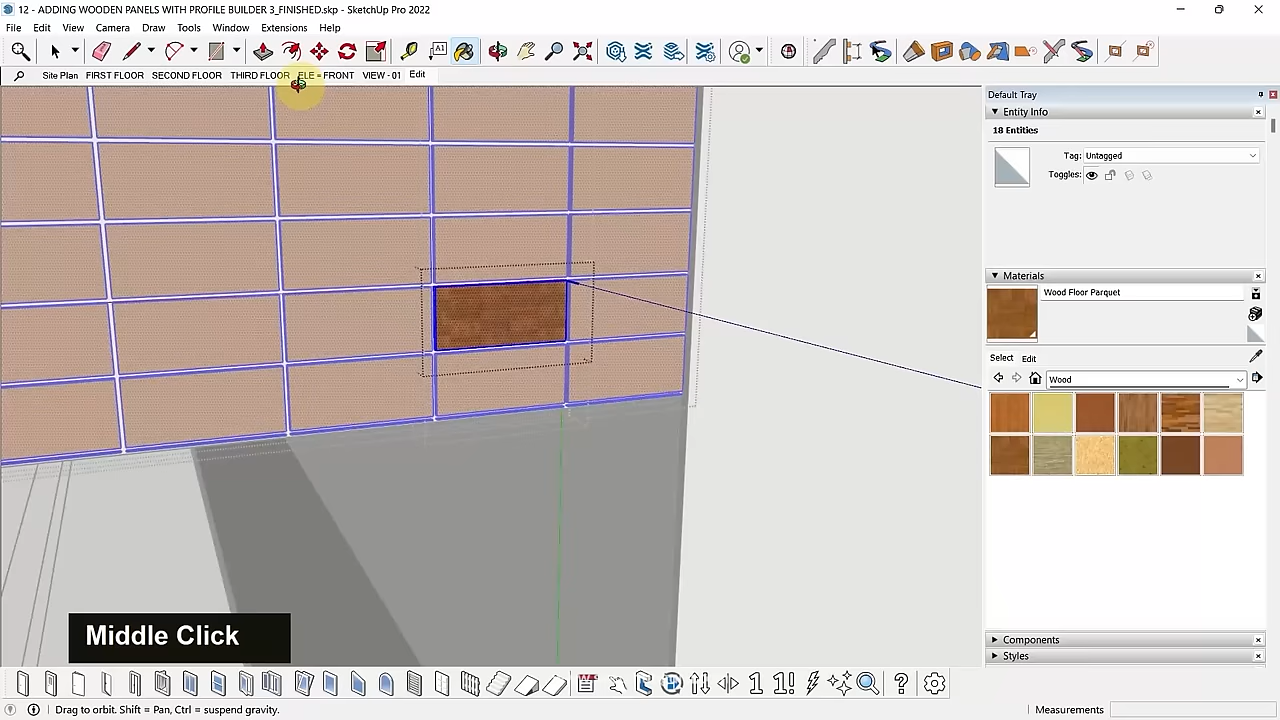 12 - ADDING WOODEN PANELS WITH PROFILE BUILDER 3_FINISHED.skp - SketchUp Pro 2022
File Edit View Camera Draw Tools Window Extensions Help
Site Plan FIRST FLOOR SECOND FLOOR THIRD FLOOR ELE = FRONT VIEW - 01 Edit
Default Tray
Entity Info
18 Entities
Tag: Untagged
Toggles:
Materials
Wood Floor Parquet
Select Edit
Wood
Components
Styles
Middle Click
1 1! ?
Drag to orbit. Shift = Pan, Ctrl = suspend gravity.
Measurements